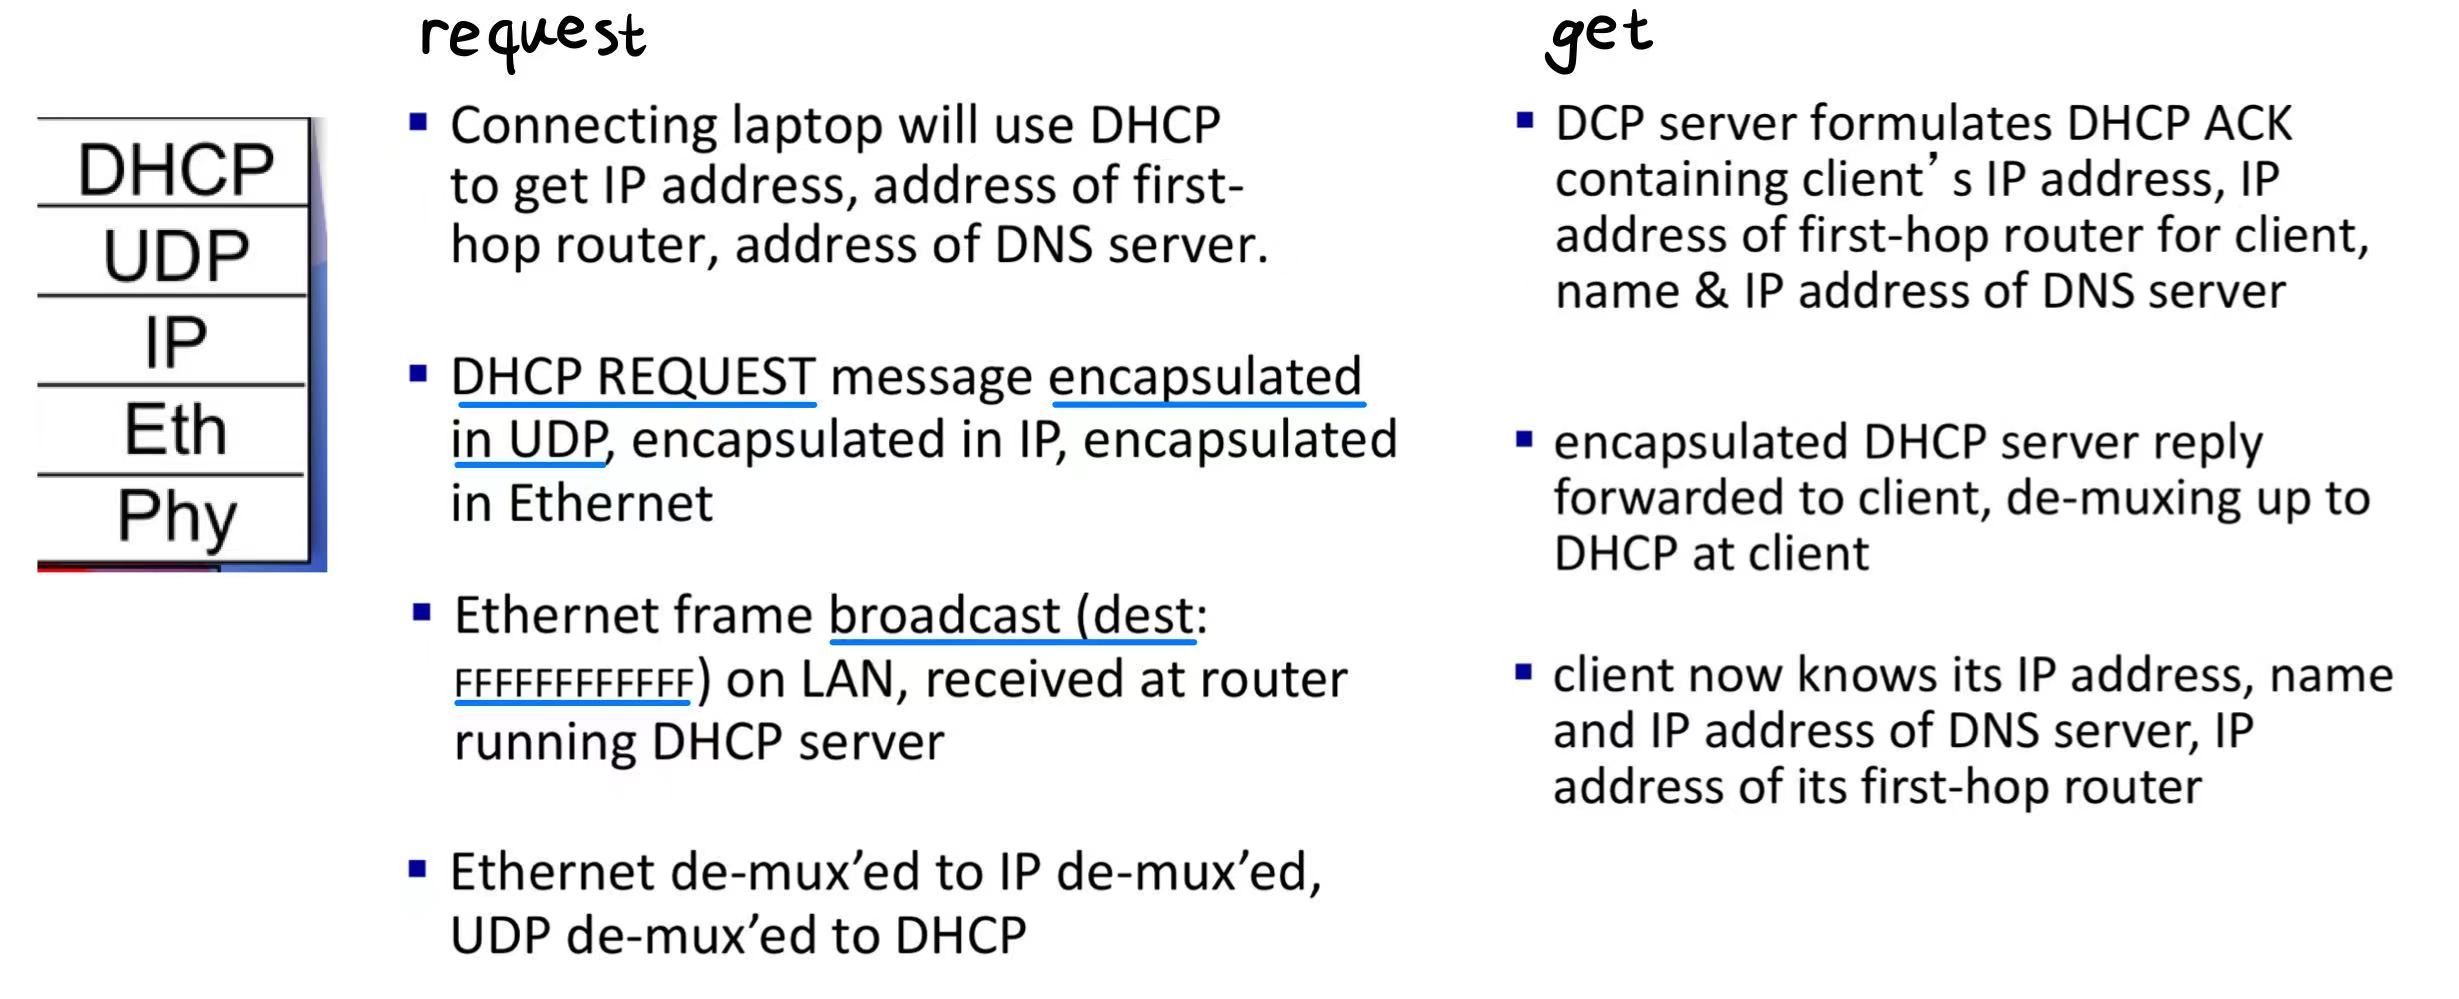 request
get
DHCP
UDP
IP
Eth
Phy
▪ Connecting laptop will use DHCP
to get IP address, address of first-
hop router, address of DNS server.
▪ DHCP REQUEST message encapsulated
in UDP, encapsulated in IP, encapsulated
in Ethernet
▪ Ethernet frame broadcast (dest:
FFFFFFFFFFFF) on LAN, received at router
running DHCP server
▪ Ethernet de-mux’ed to IP de-mux’ed,
UDP de-mux’ed to DHCP
▪ DCP server formulates DHCP ACK
containing client’ s IP address, IP
address of first-hop router for client,
name & IP address of DNS server
▪ encapsulated DHCP server reply
forwarded to client, de-muxing up to
DHCP at client
▪ client now knows its IP address, name
and IP address of DNS server, IP
address of its first-hop router